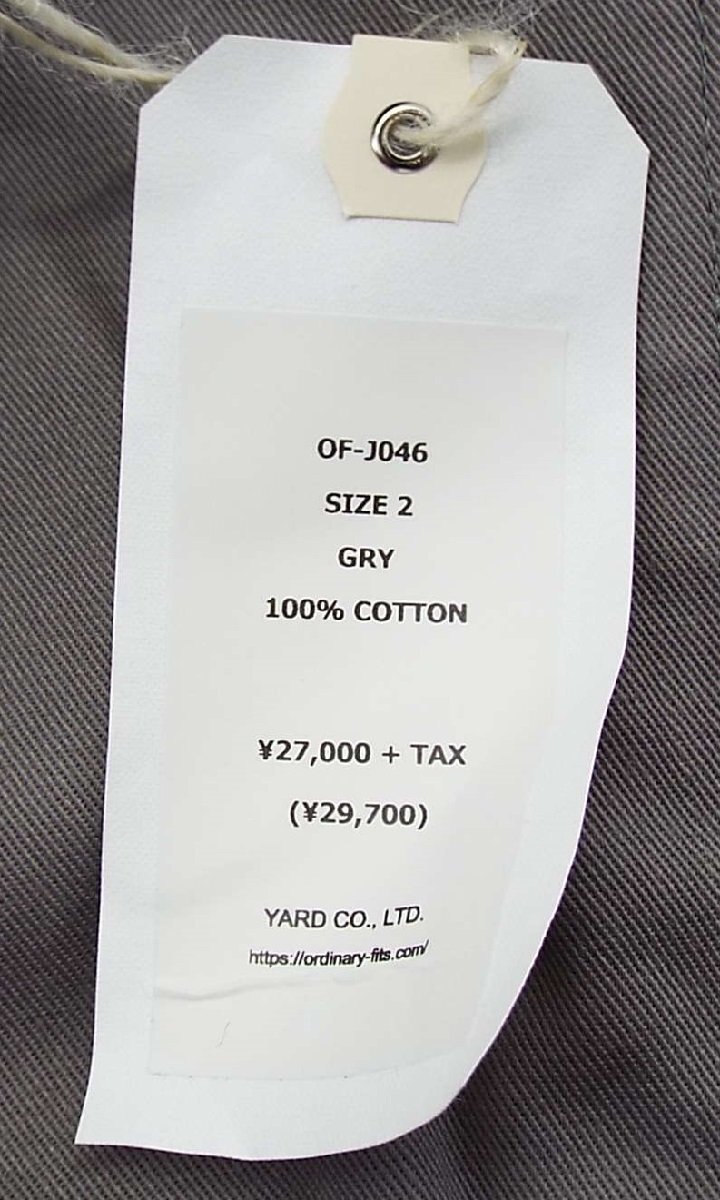 OF-J046
SIZE 2
GRY
100% COTTON
¥27,000 + TAX
(¥29,700)
YARD CO., LTD.
https://ordinary-fits.com/